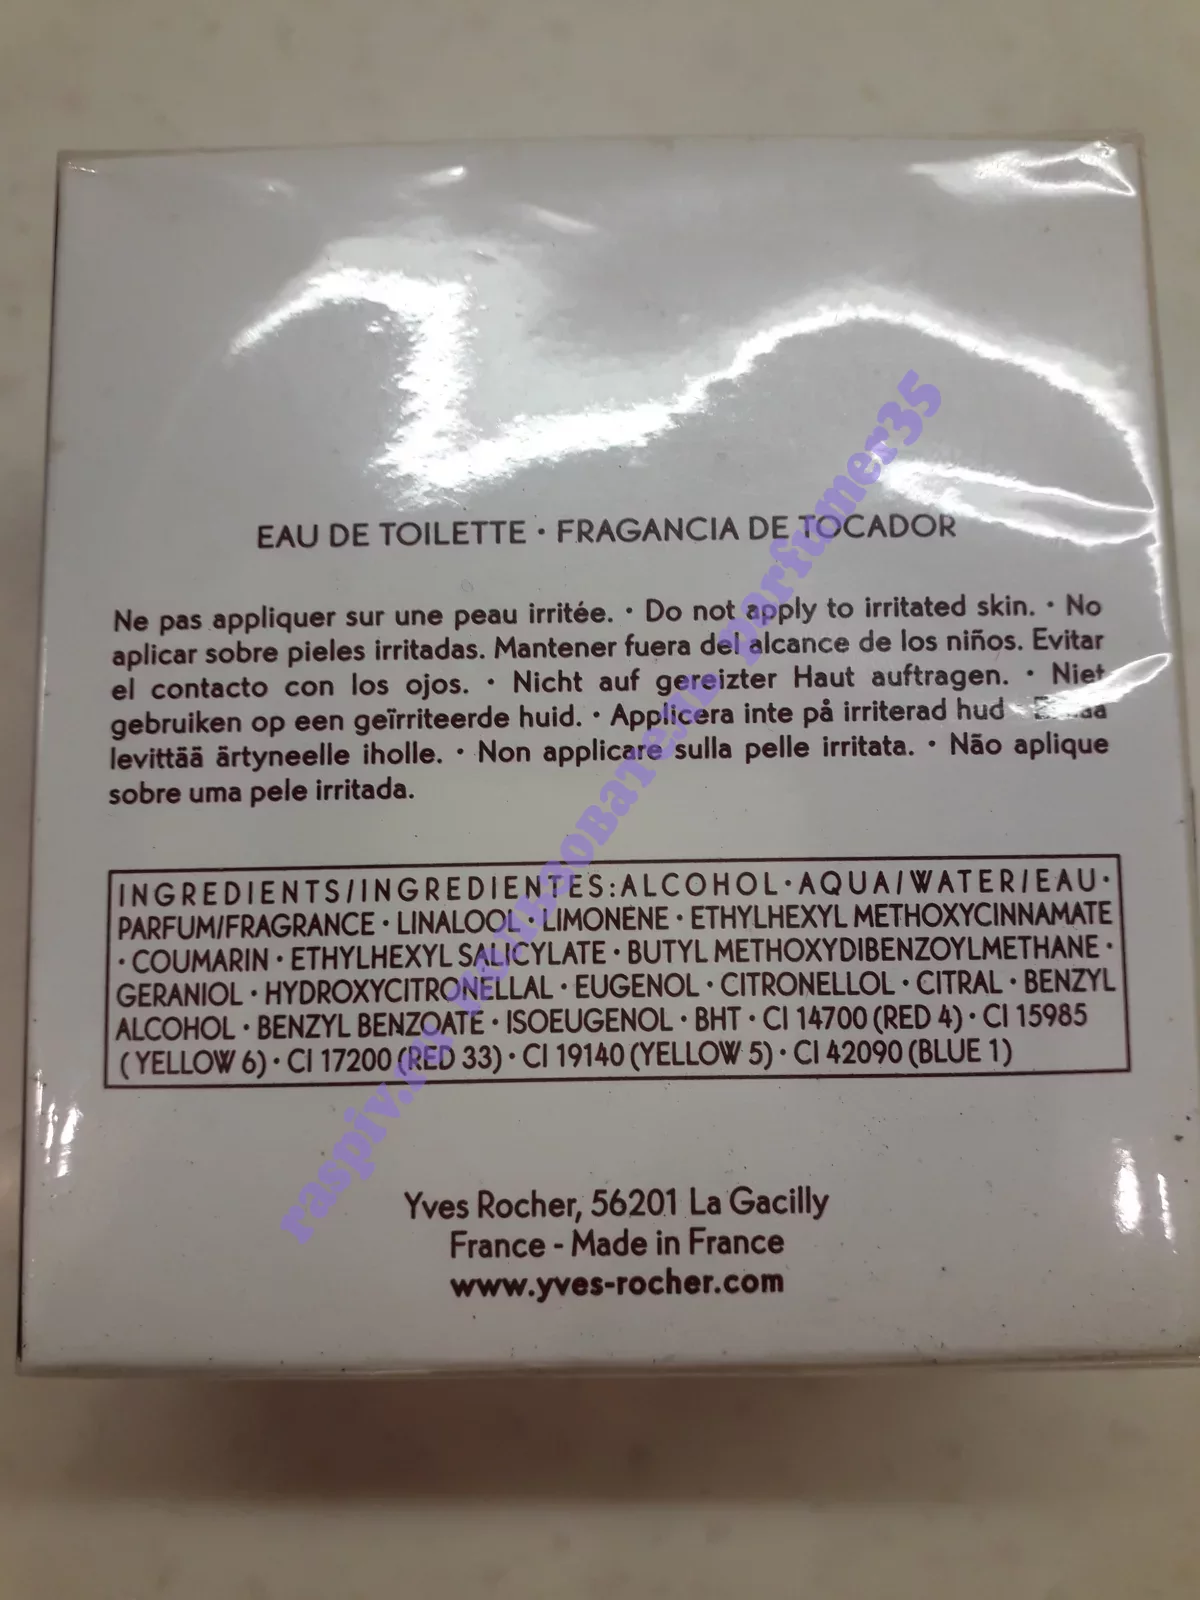 EAU DE TOILETTE · FRAGANCIA DE TOCADOR
Ne pas appliquer sur une peau irritée. · Do not apply to irritated skin. · No
aplicar sobre pieles irritadas. Mantener fuera del alcance de los niños. Evitar
el contacto con los ojos. · Nicht auf gereizter Haut auftragen. · Niet
gebruiken op een geïrriteerde huid. · Applicera inte på irriterad hud
levittää ärtyneelle iholle. · Non applicare sulla pelle irritata. · Não aplique
sobre uma pele irritada.
INGREDIENTS/INGREDIENTES:ALCOHOL·AQUA/WATER/EAU·
PARFUM/FRAGRANCE · LINALOOL · LIMONENE · ETHYLHEXYL METHOXYCINNAMATE
· COUMARIN · ETHYLHEXYL SALICYLATE · BUTYL METHOXYDIBENZOYLMETHANE ·
GERANIOL · HYDROXYCITRONELLAL · EUGENOL · CITRONELLOL · CITRAL · BENZYL
ALCOHOL · BENZYL BENZOATE · ISOEUGENOL · BHT · CI 14700 (RED 4) · CI 15985
(YELLOW 6) · CI 17200 (RED 33) · CI 19140 (YELLOW 5) · CI 42090 (BLUE 1)
Yves Rocher, 56201 La Gacilly
France - Made in France
www.yves-rocher.com
raspiv.ru пользователь parfumer35